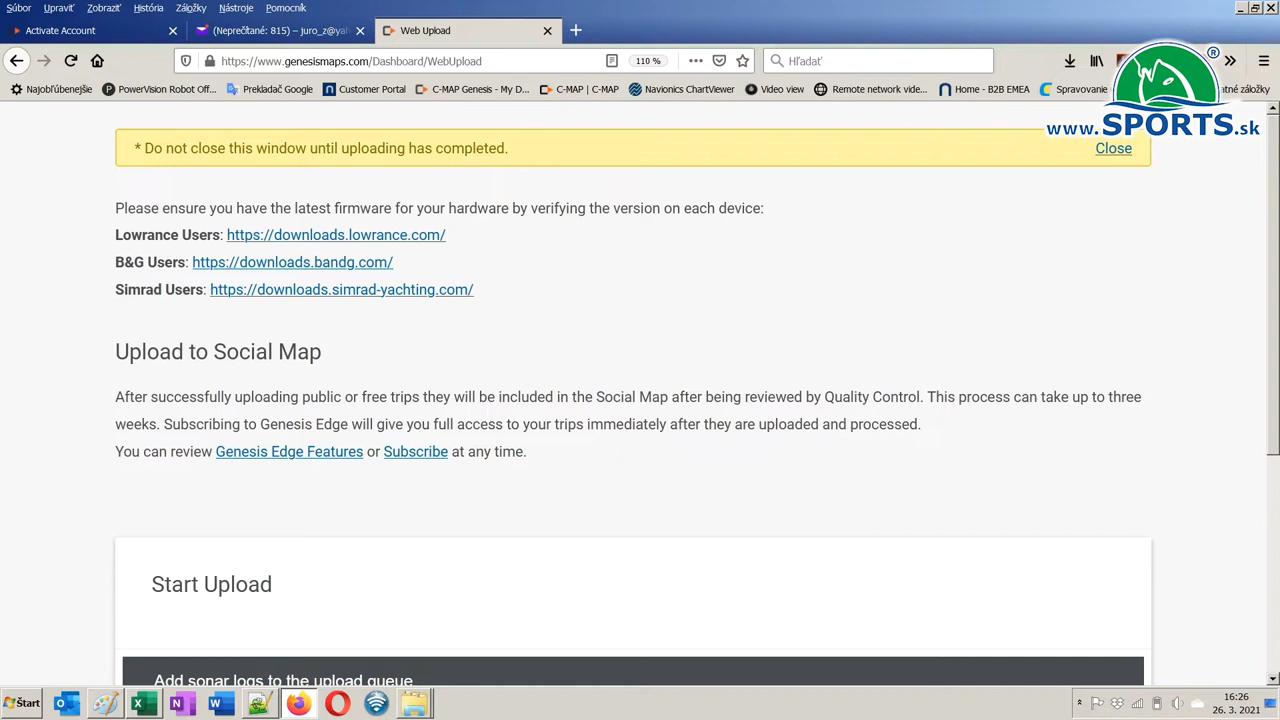 Súbor Upraviť Zobraziť História Záložky Nástroje Pomocník
Activate Account
(Neprečítané: 815) – juro_z@ya
Web Upload
https://www.genesismaps.com/Dashboard/WebUpload
110 %
Hľadať
Najobľúbenejšie
PowerVision Robot Off...
Prekladač Google
Customer Portal
C-MAP Genesis - My D...
C-MAP | C-MAP
Navionics ChartViewer
Video view
Remote network vide...
Home - B2B EMEA
Spravovanie
tné záložky
www.SPORTS.sk
®
* Do not close this window until uploading has completed.
Close
Please ensure you have the latest firmware for your hardware by verifying the version on each device:
Lowrance Users: https://downloads.lowrance.com/
B&G Users: https://downloads.bandg.com/
Simrad Users: https://downloads.simrad-yachting.com/
Upload to Social Map
After successfully uploading public or free trips they will be included in the Social Map after being reviewed by Quality Control. This process can take up to three
weeks. Subscribing to Genesis Edge will give you full access to your trips immediately after they are uploaded and processed.
You can review Genesis Edge Features or Subscribe at any time.
Start Upload
Add sonar logs to the upload queue
Štart
16:26
26. 3. 2021